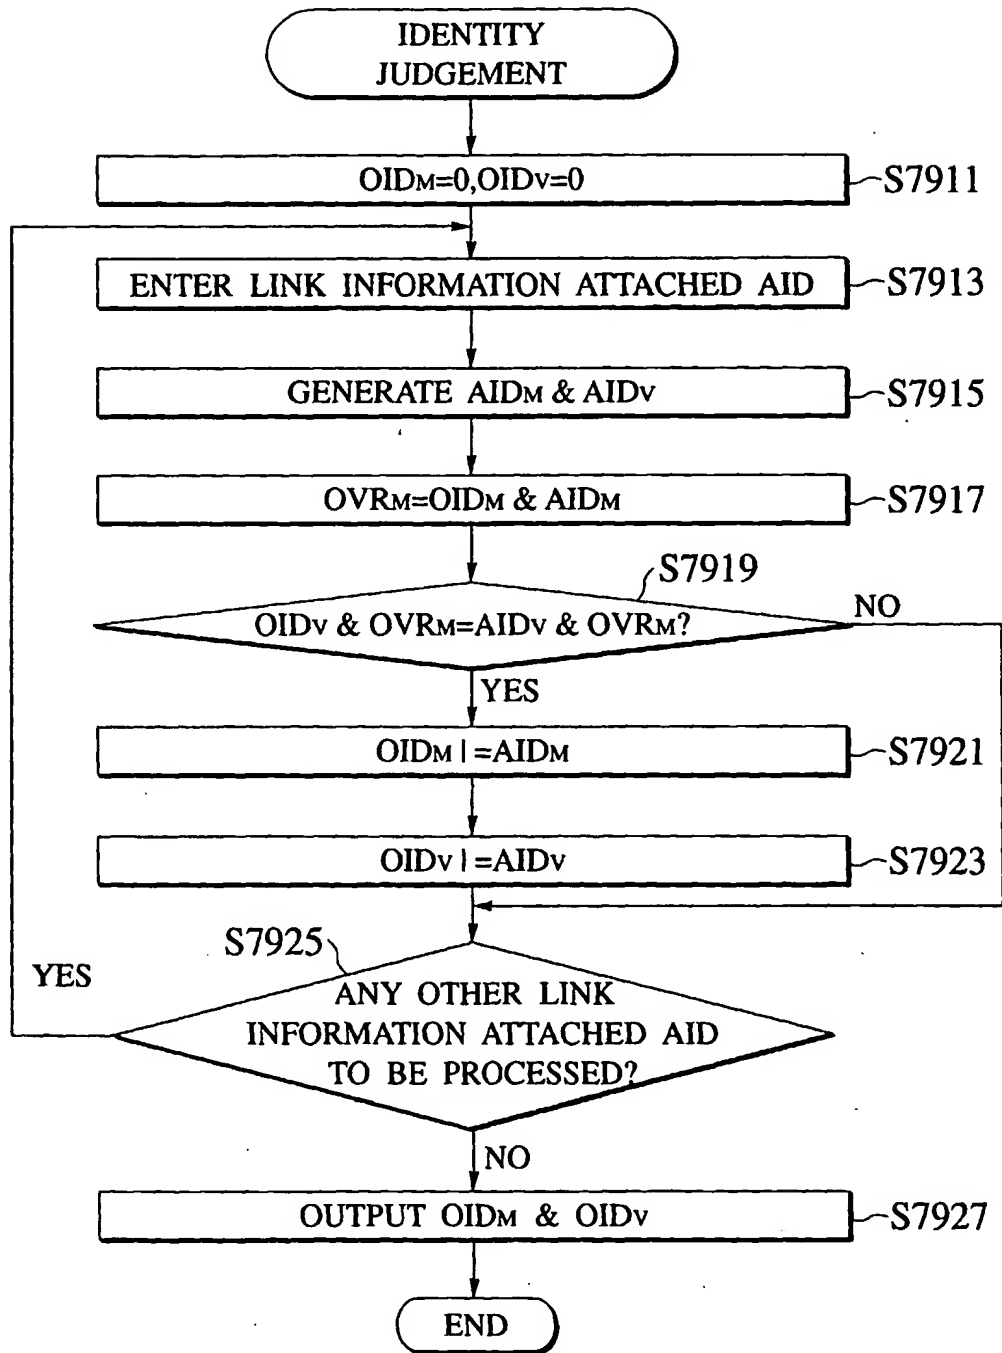 IDENTITY
JUDGEMENT
OIDM=0,OIDV=0
S7911
ENTER LINK INFORMATION ATTACHED AID
S7913
GENERATE AIDM & AIDV
S7915
OVRM=OIDM & AIDM
S7917
S7919
OIDV & OVRM=AIDV & OVRM?
NO
YES
OIDM | =AIDM
S7921
OIDV | =AIDV
S7923
S7925
YES
ANY OTHER LINK
INFORMATION ATTACHED AID
TO BE PROCESSED?
NO
OUTPUT OIDM & OIDV
S7927
END